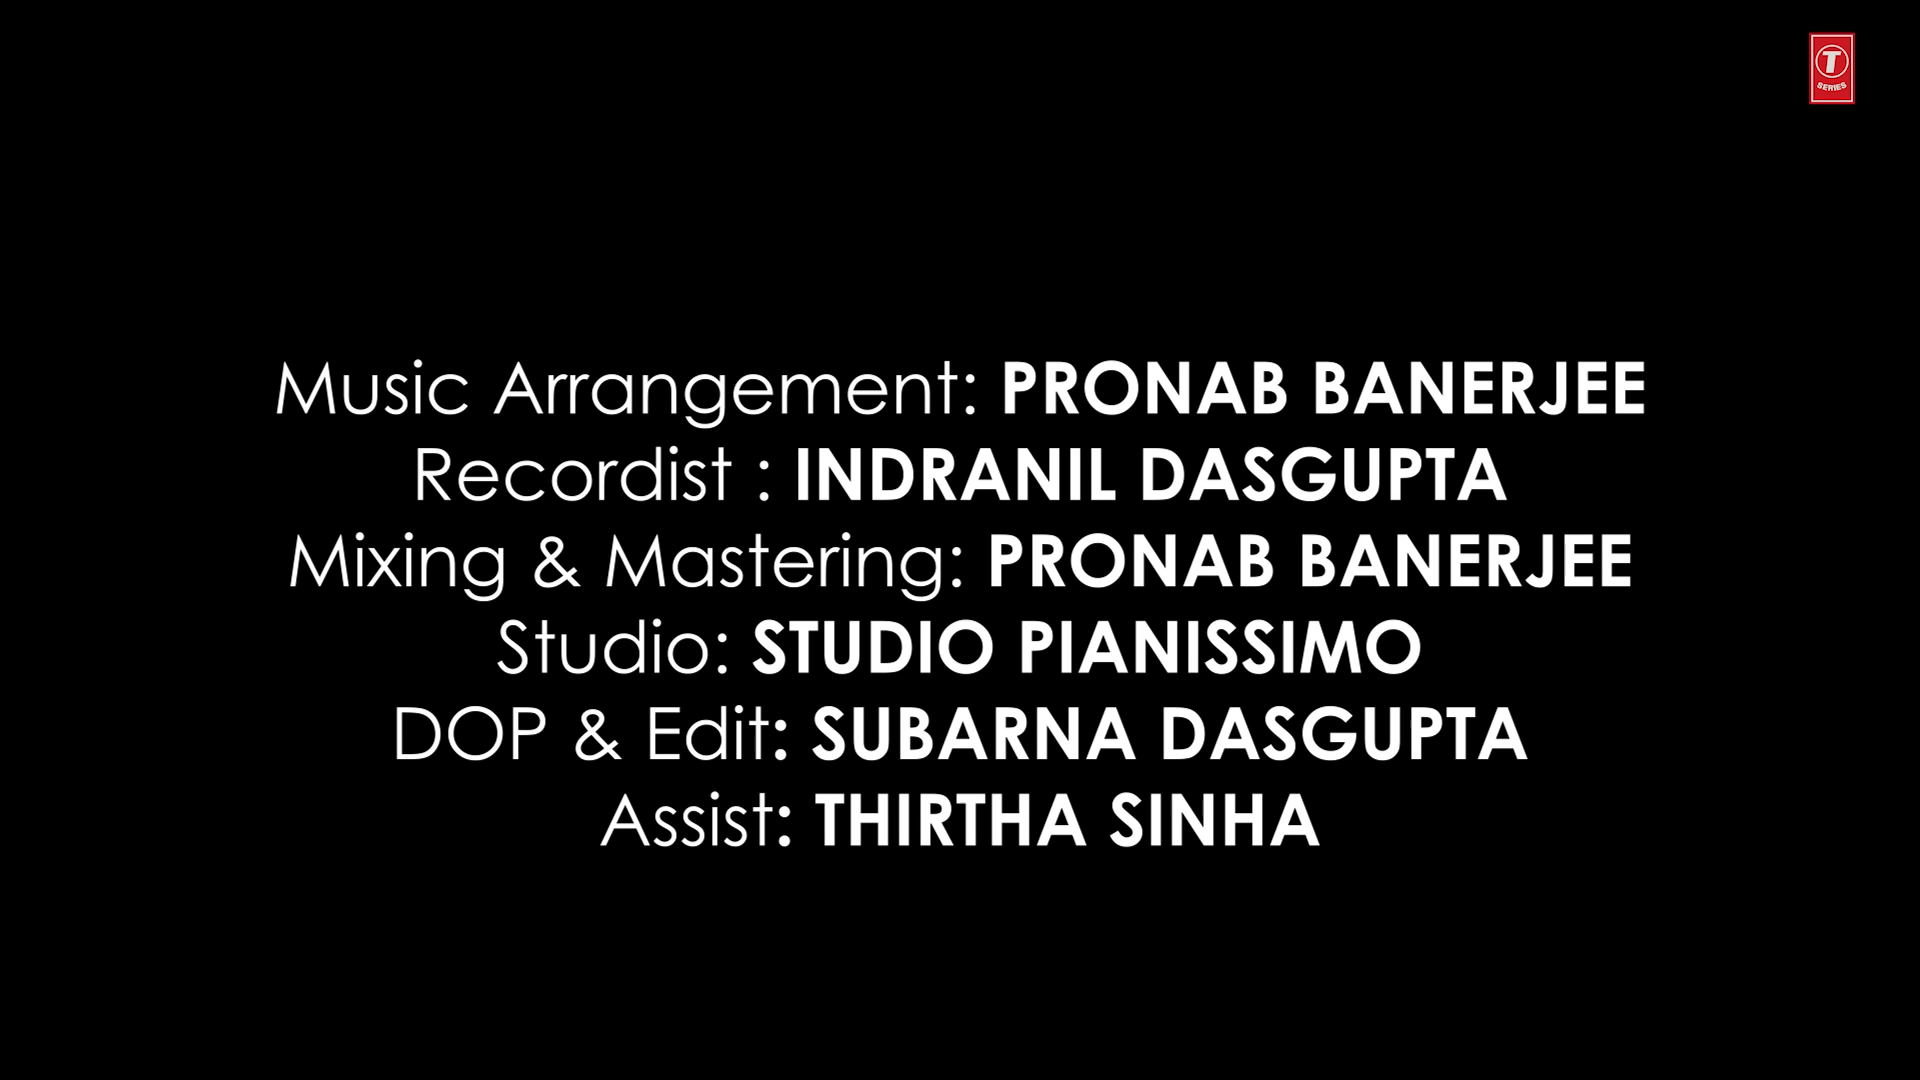 T
SERIES
Music Arrangement: PRONAB BANERJEE
Recordist : INDRANIL DASGUPTA
Mixing & Mastering: PRONAB BANERJEE
Studio: STUDIO PIANISSIMO
DOP & Edit: SUBARNA DASGUPTA
Assist: THIRTHA SINHA